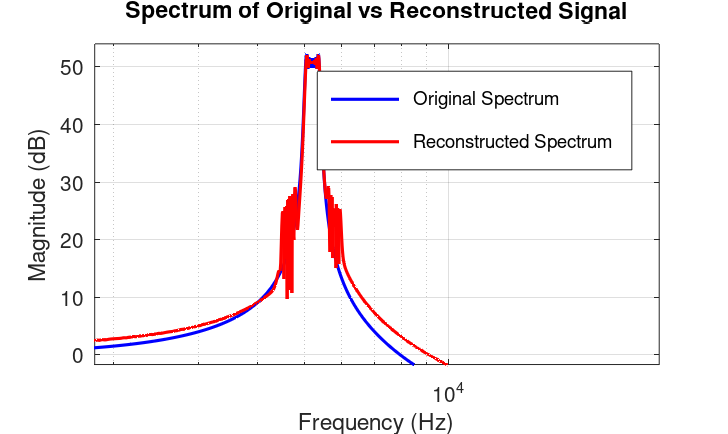 Spectrum of Original vs Reconstructed Signal
50
40
30
20
10
0
Magnitude (dB)
Original Spectrum
Reconstructed Spectrum
10^4
Frequency (Hz)